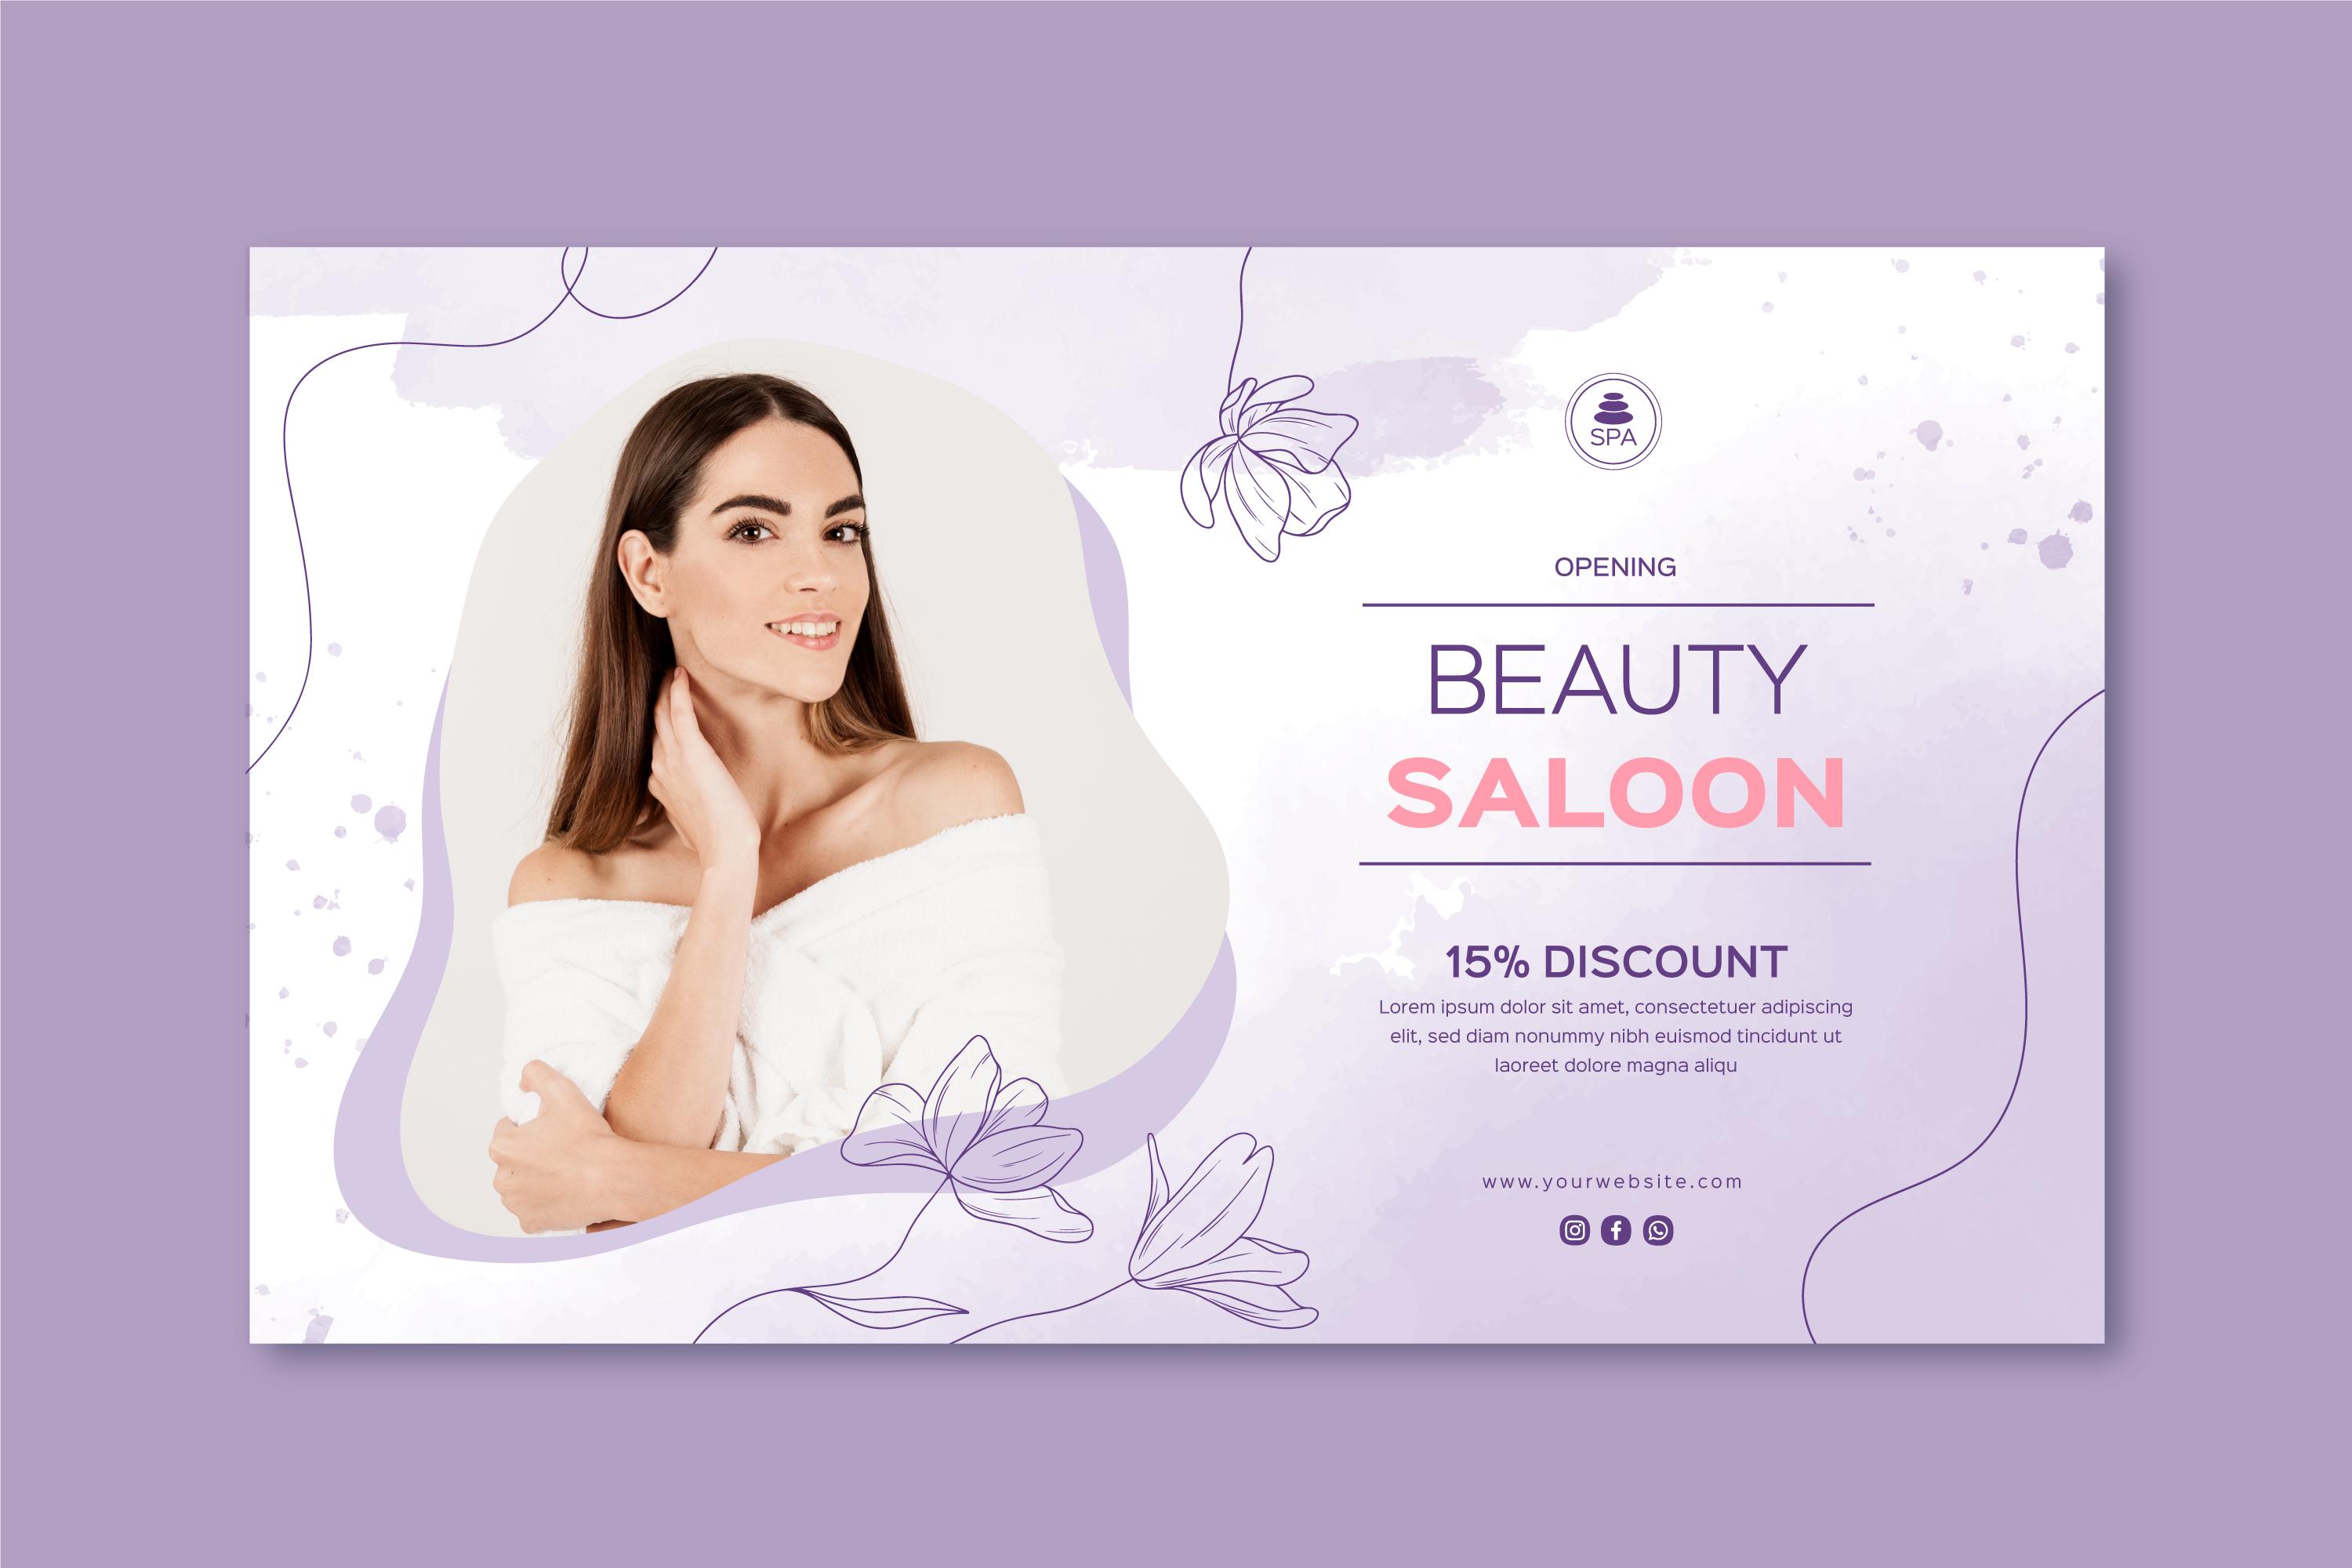 SPA
OPENING
BEAUTY
SALOON
15% DISCOUNT
Lorem ipsum dolor sit amet, consectetuer adipiscing
elit, sed diam nonummy nibh euismod tincidunt ut
laoreet dolore magna aliqu
www.yourwebsite.com